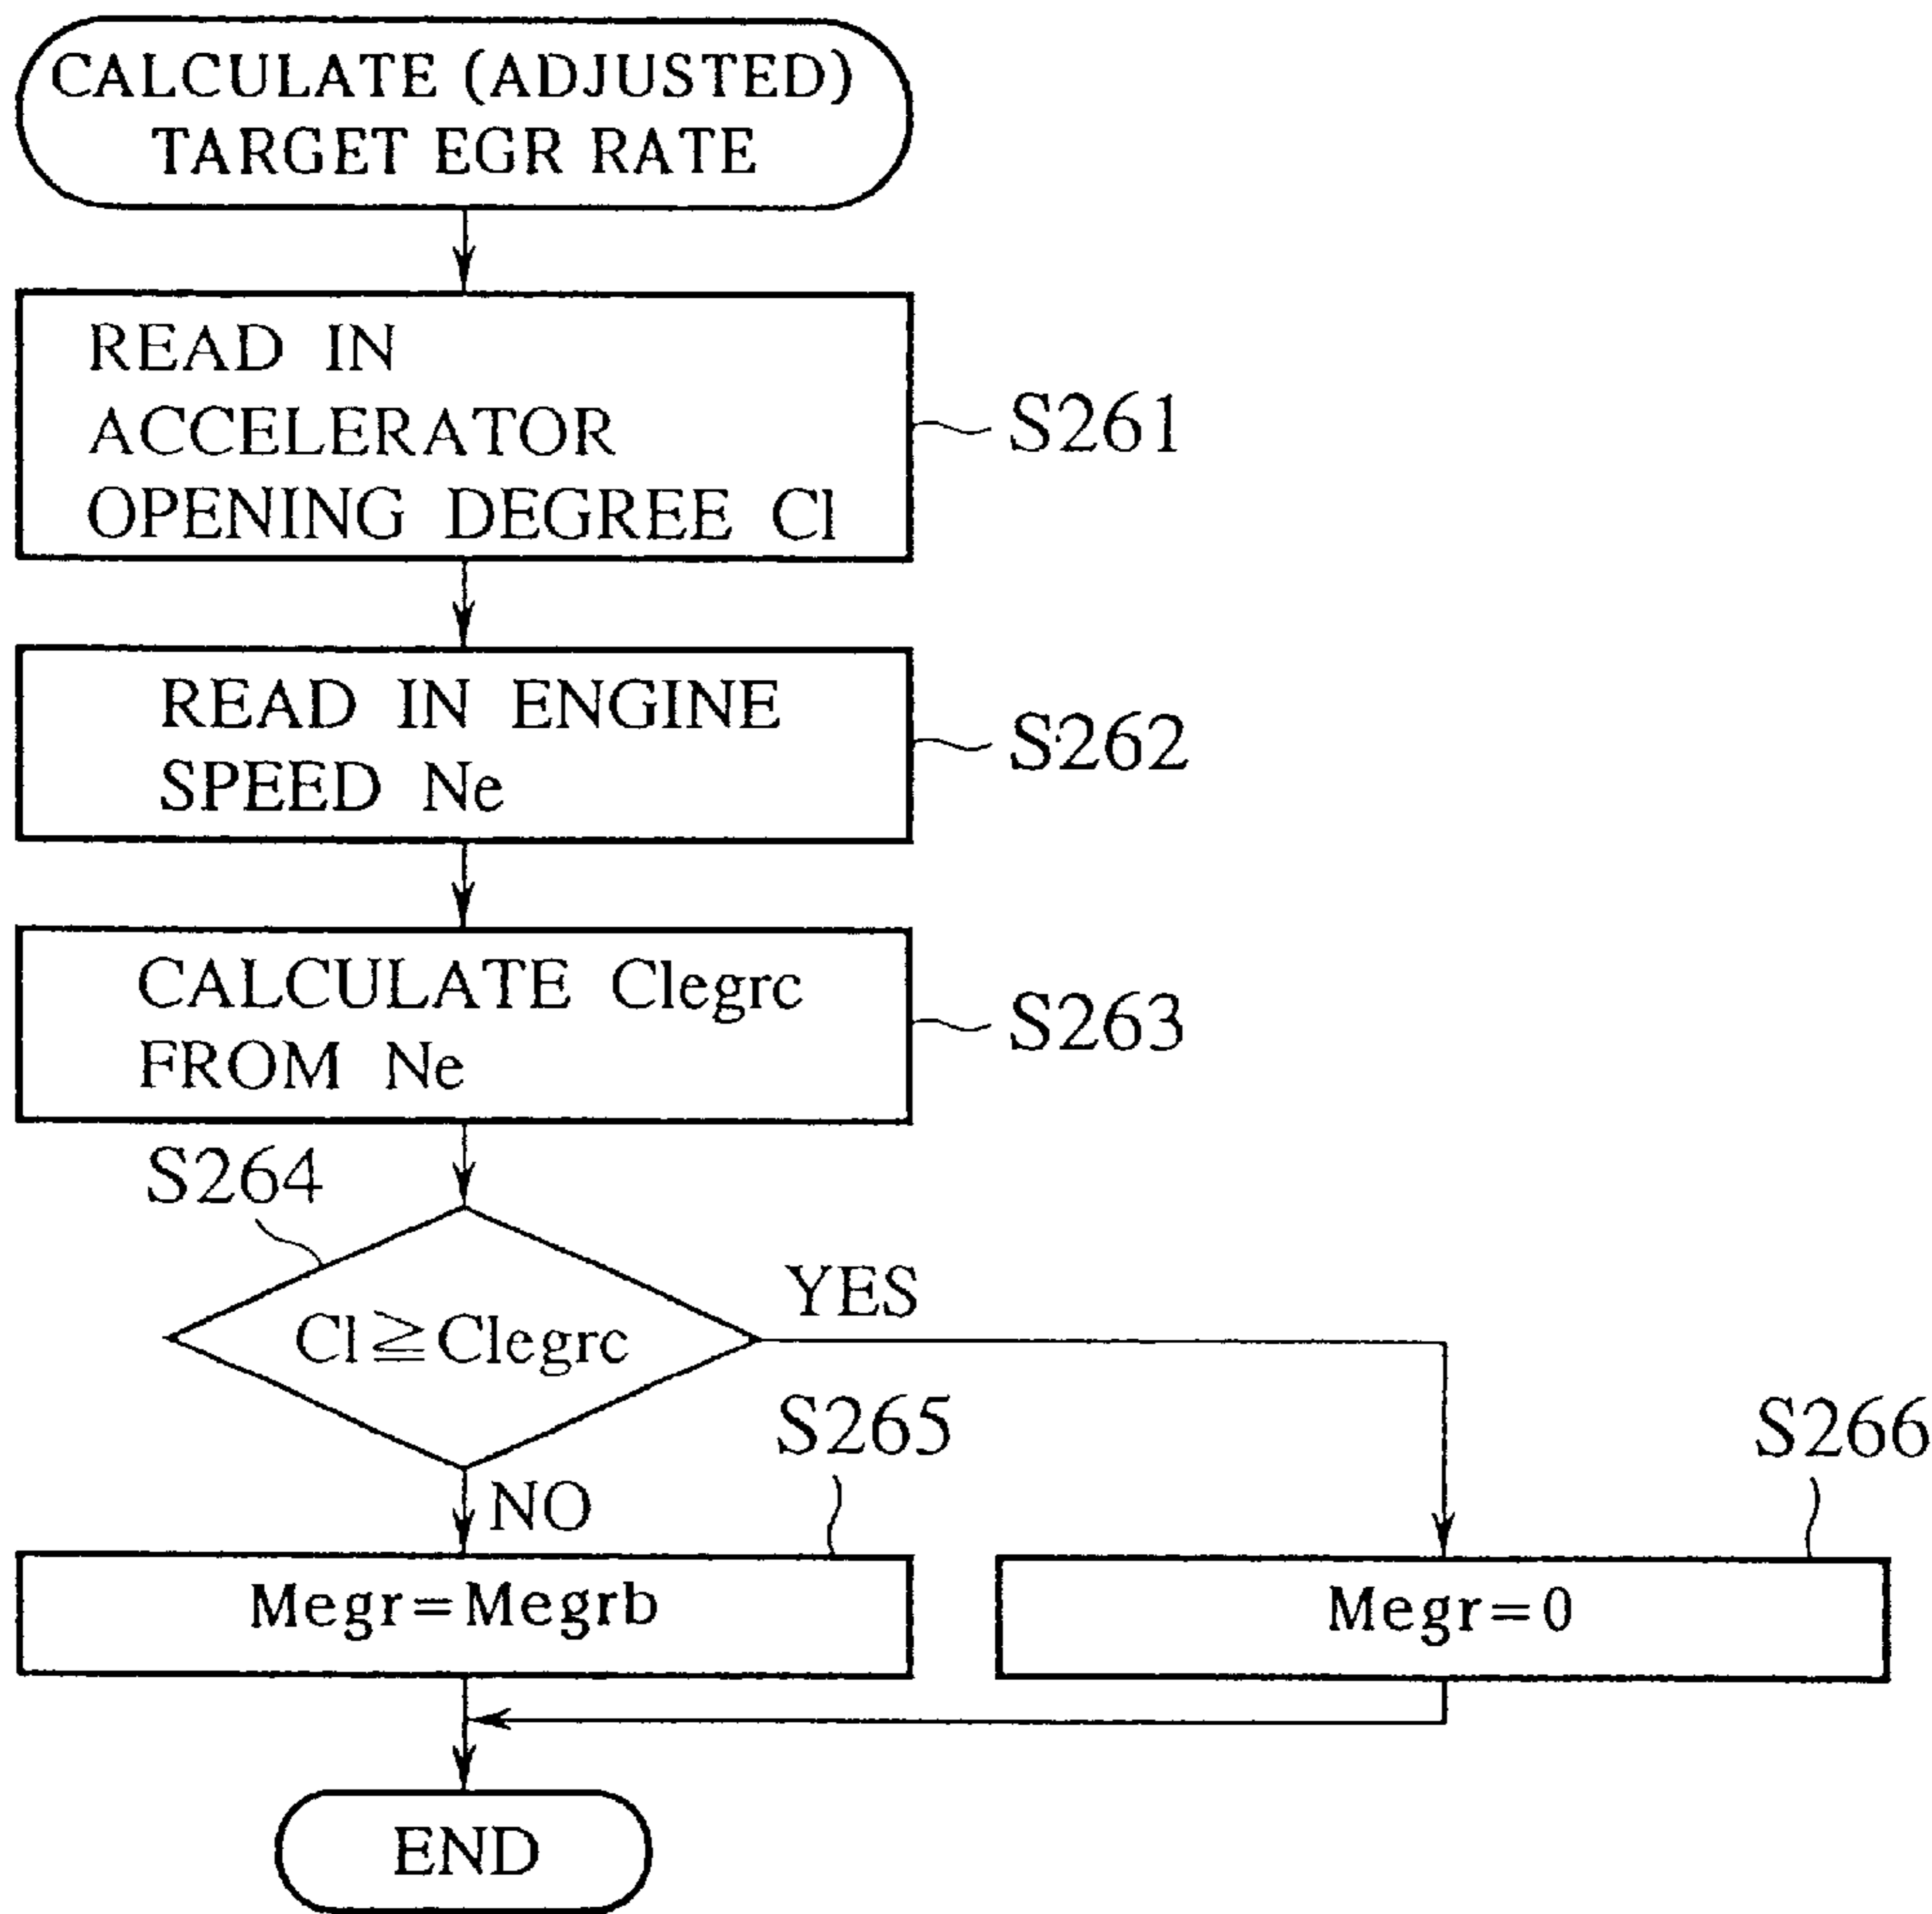 CALCULATE (ADJUSTED)
TARGET EGR RATE
READ IN
ACCELERATOR
OPENING DEGREE Cl
S261
READ IN ENGINE
SPEED Ne
S262
CALCULATE Clegrc
FROM Ne
S263
S264
Cl≧Clegrc
YES
NO
S265
Megr=Megrb
S266
Megr=0
END